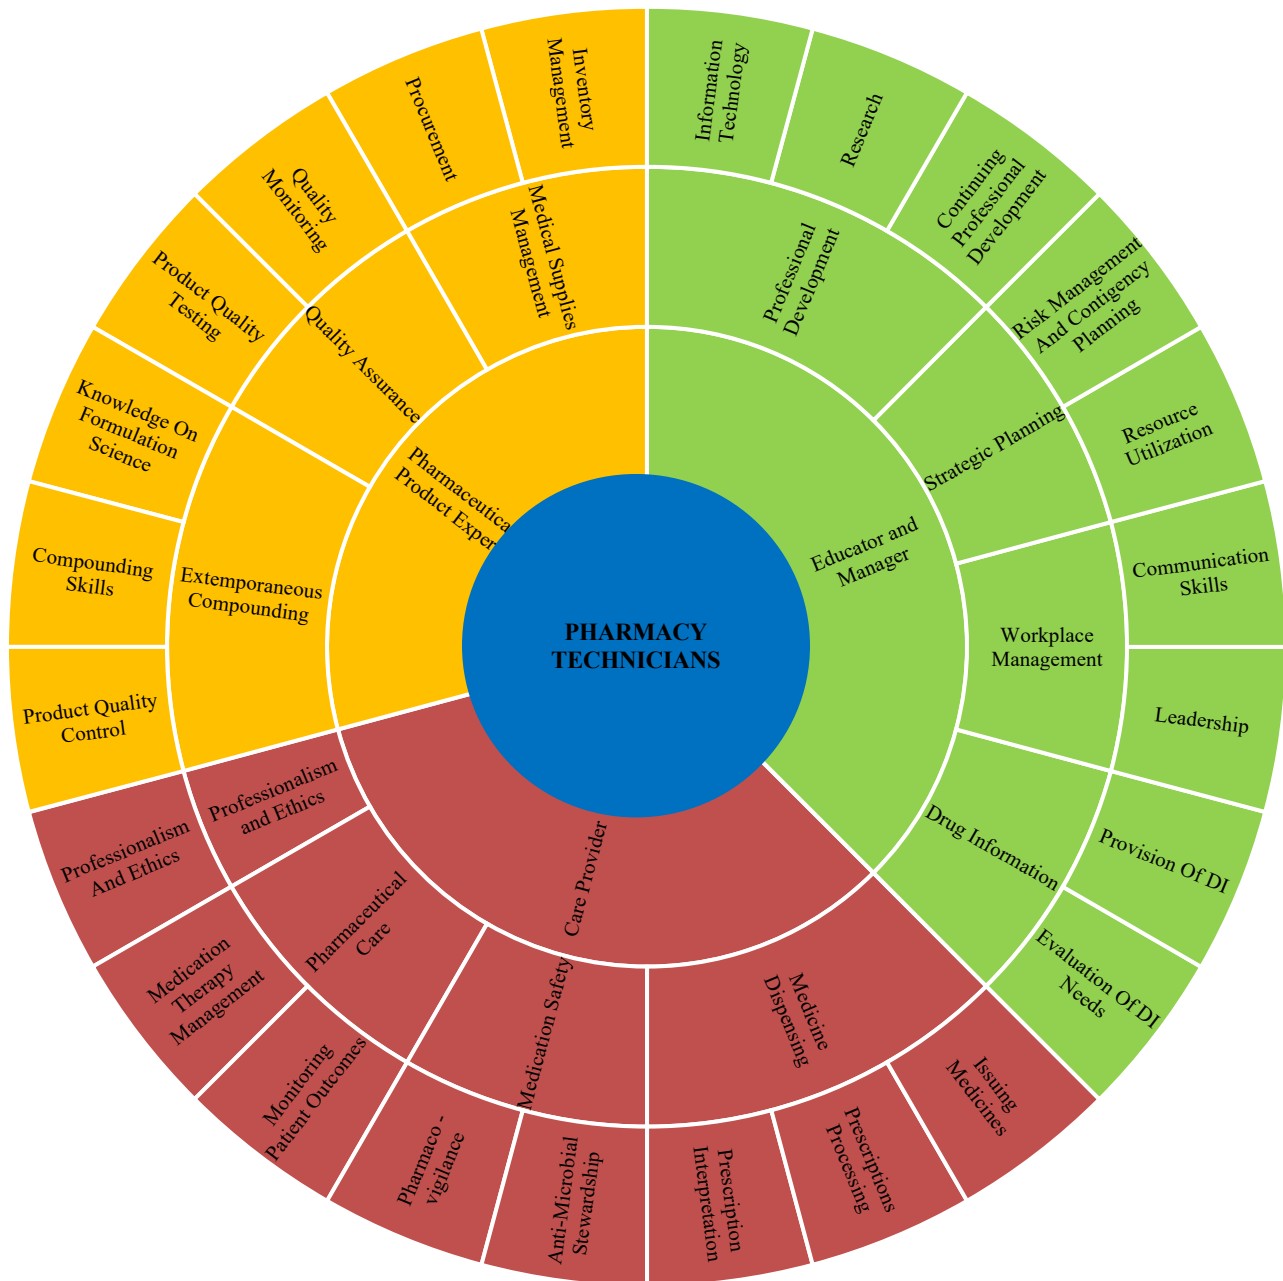 PHARMACY
TECHNICIANS
Educator and
Manager
Professional
Development
Information
Technology
Research
Continuing
Professional
Development
Strategic Planning
Risk Management
And Contigency
Planning
Resource
Utilization
Workplace
Management
Communication
Skills
Leadership
Drug Information
Provision Of DI
Evaluation Of DI
Needs
Care Provider
Medicine
Dispensing
Issuing
Medicines
Prescriptions
Processing
Prescription
Interpretation
Medication Safety
Anti-Microbial
Stewardship
Pharmaco -
vigilance
Pharmaceutical
Care
Monitoring
Patient Outcomes
Medication
Therapy
Management
Professionalism
and Ethics
Professionalism
And Ethics
Pharmaceutica
Product Exper
Extemporaneous
Compounding
Product Quality
Control
Compounding
Skills
Knowledge On
Formulation
Science
Quality Assurance
Product Quality
Testing
Quality
Monitoring
Medical Supplies
Management
Procurement
Inventory
Management